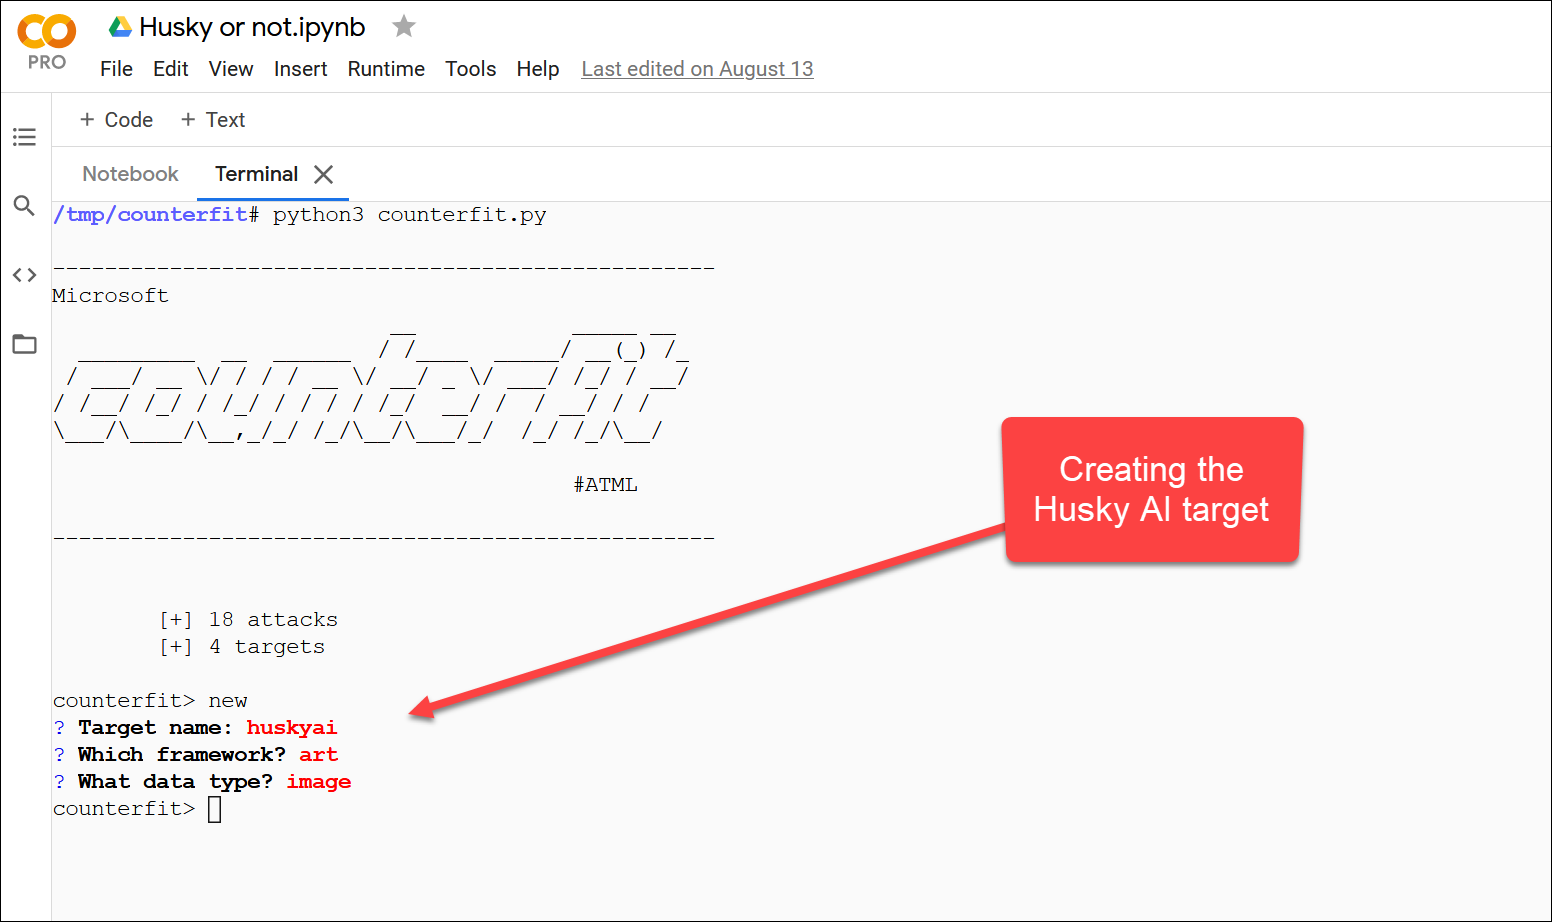 Husky or not.ipynb
PRO
File Edit View Insert Runtime Tools Help Last edited on August 13
+ Code + Text
Notebook Terminal
/tmp/counterfit# python3 counterfit.py
---------------------------------------------------
Microsoft
counterfit
#ATML
---------------------------------------------------
[+] 18 attacks
[+] 4 targets
counterfit> new
? Target name: huskyai
? Which framework? art
? What data type? image
counterfit>
Creating the
Husky AI target